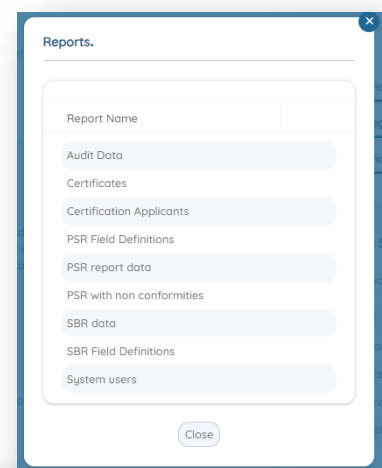 Reports.
Report Name
Audit Data
Certificates
Certification Applicants
PSR Field Definitions
PSR report data
PSR with non conformities
SBR data
SBR Field Definitions
System users
Close